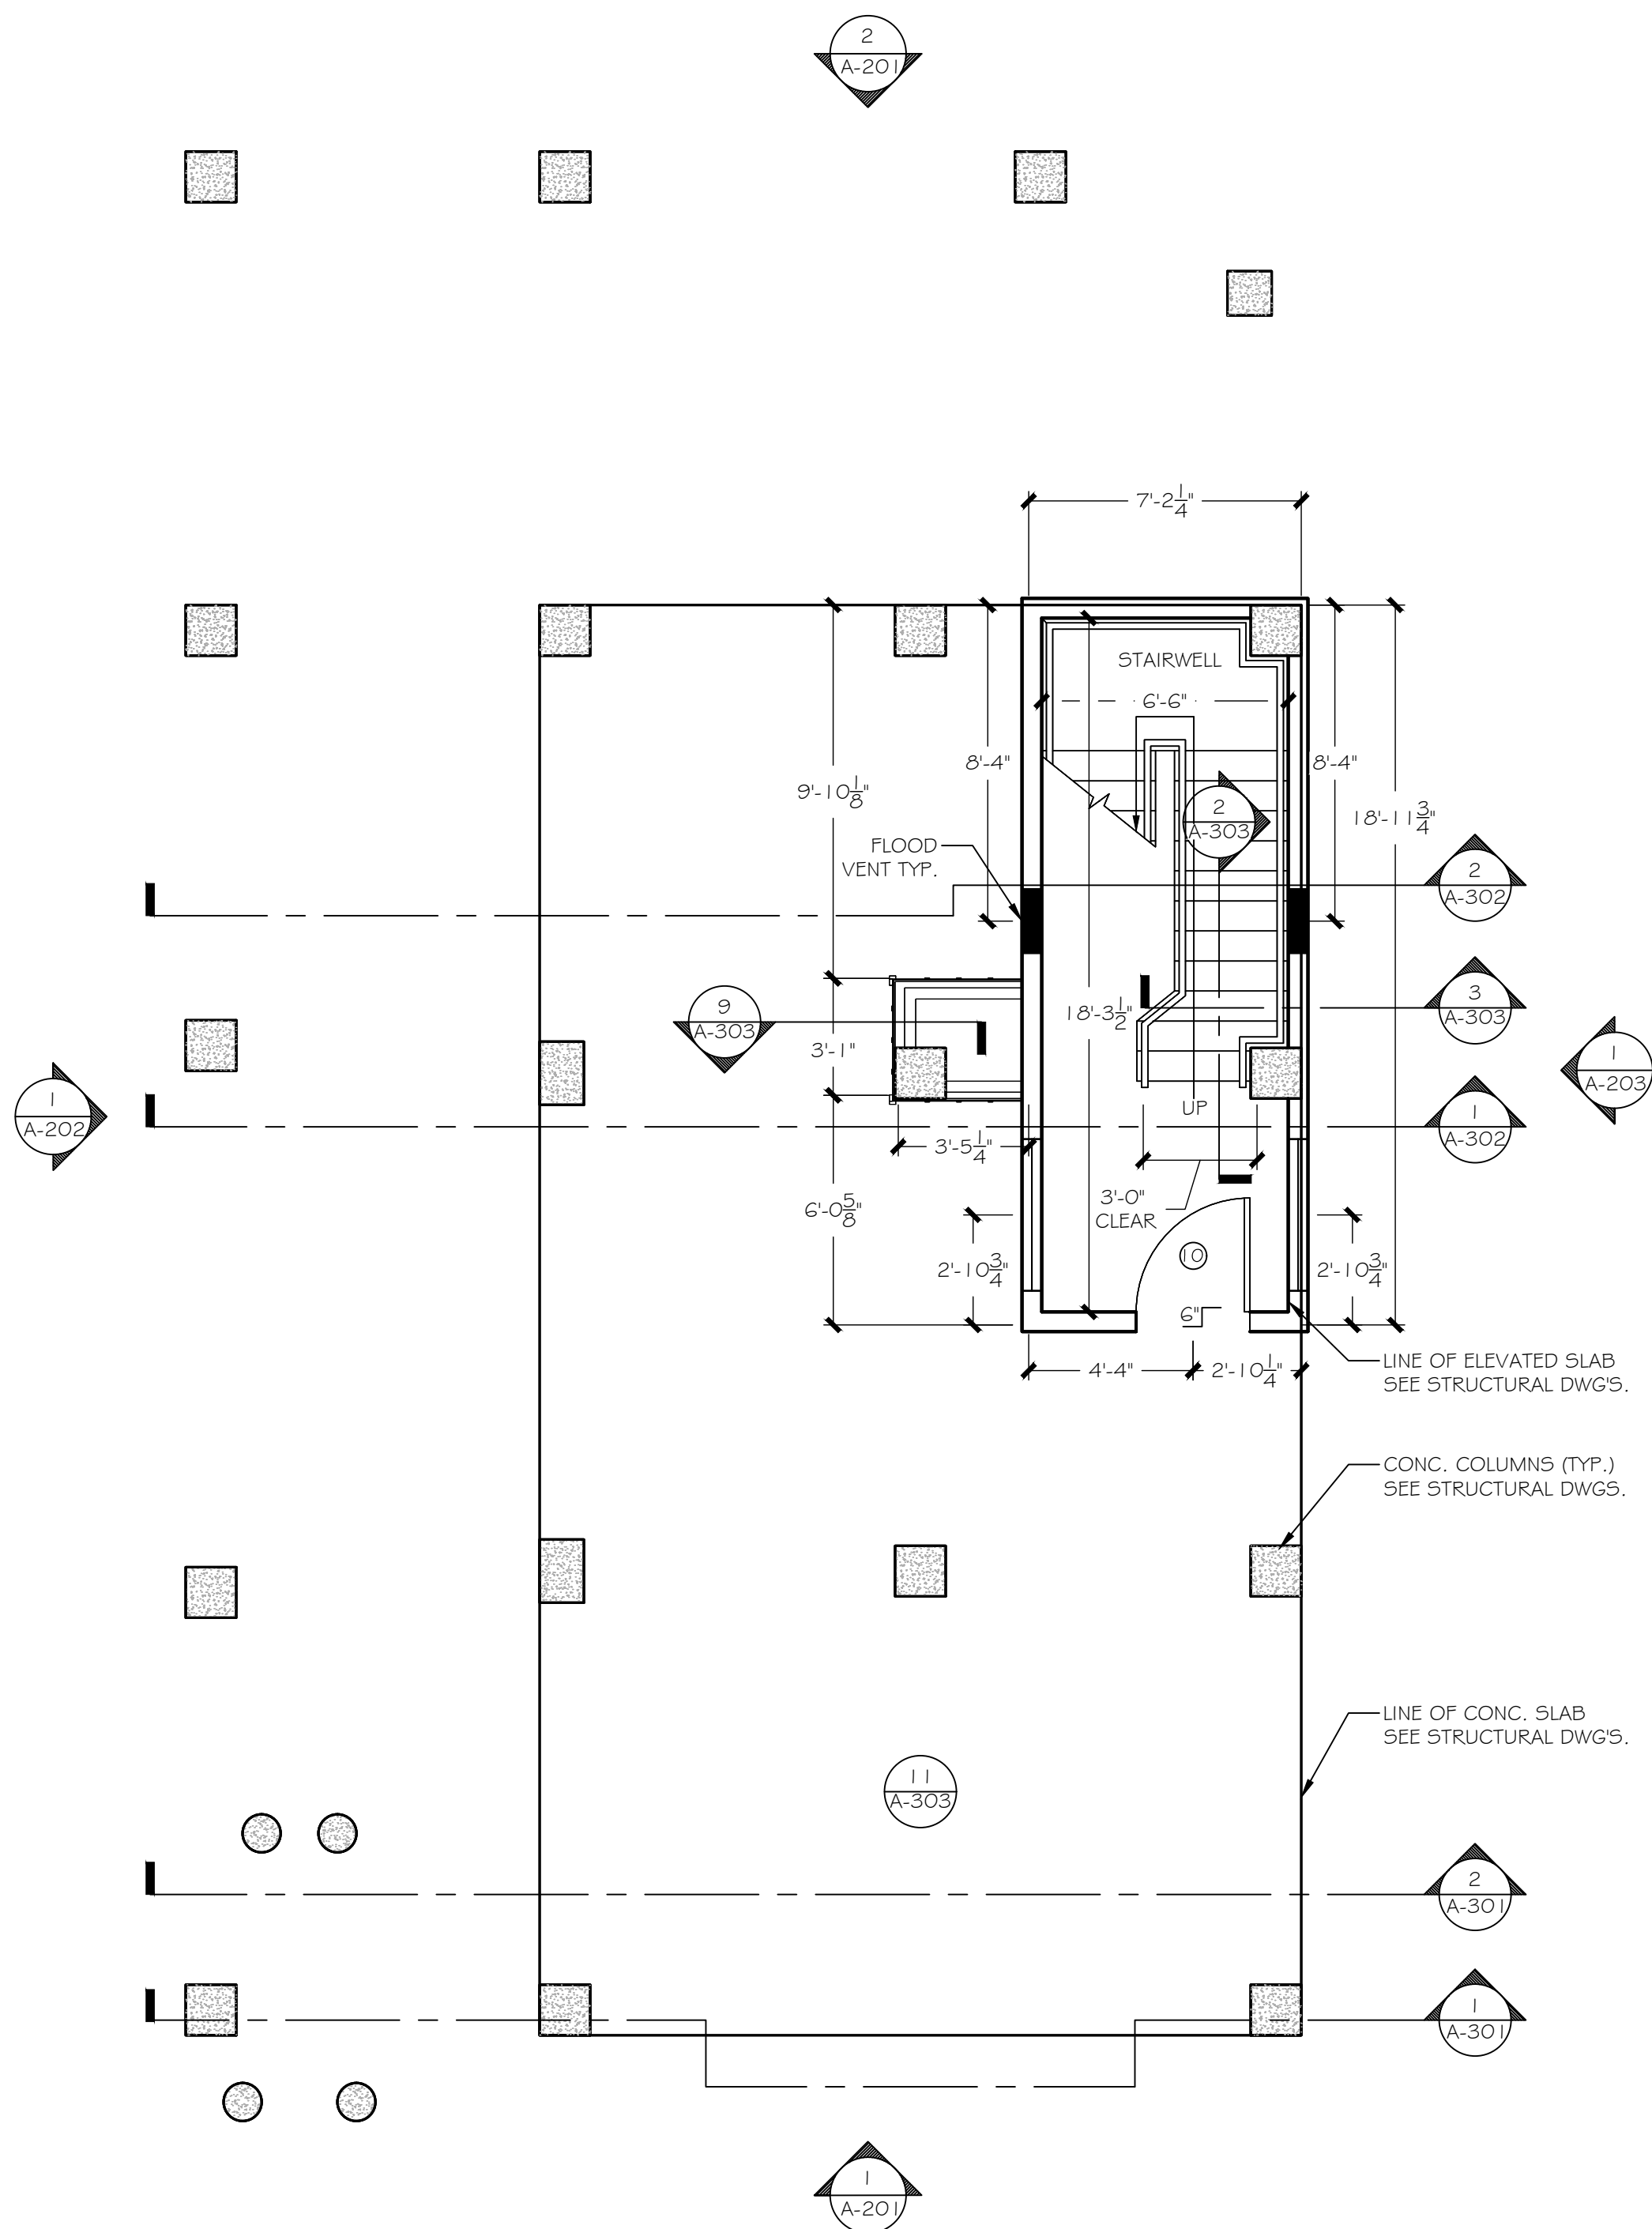 2
A-201
7'-2 1/4"
STAIRWELL
6'-6"
8'-4"
8'-4"
9'-10 1/8"
18'-11 3/4"
2
A-303
FLOOD
VENT TYP.
2
A-302
9
A-303
18'-3 1/2"
3
A-303
3'-1"
1
A-203
1
A-202
UP
1
A-302
3'-5 1/4"
3'-0"
CLEAR
6'-0 5/8"
10
2'-10 3/4"
2'-10 3/4"
6"
4'-4"
2'-10 1/4"
LINE OF ELEVATED SLAB
SEE STRUCTURAL DWG'S.
CONC. COLUMNS (TYP.)
SEE STRUCTURAL DWGS.
LINE OF CONC. SLAB
SEE STRUCTURAL DWG'S.
11
A-303
2
A-301
1
A-301
1
A-201